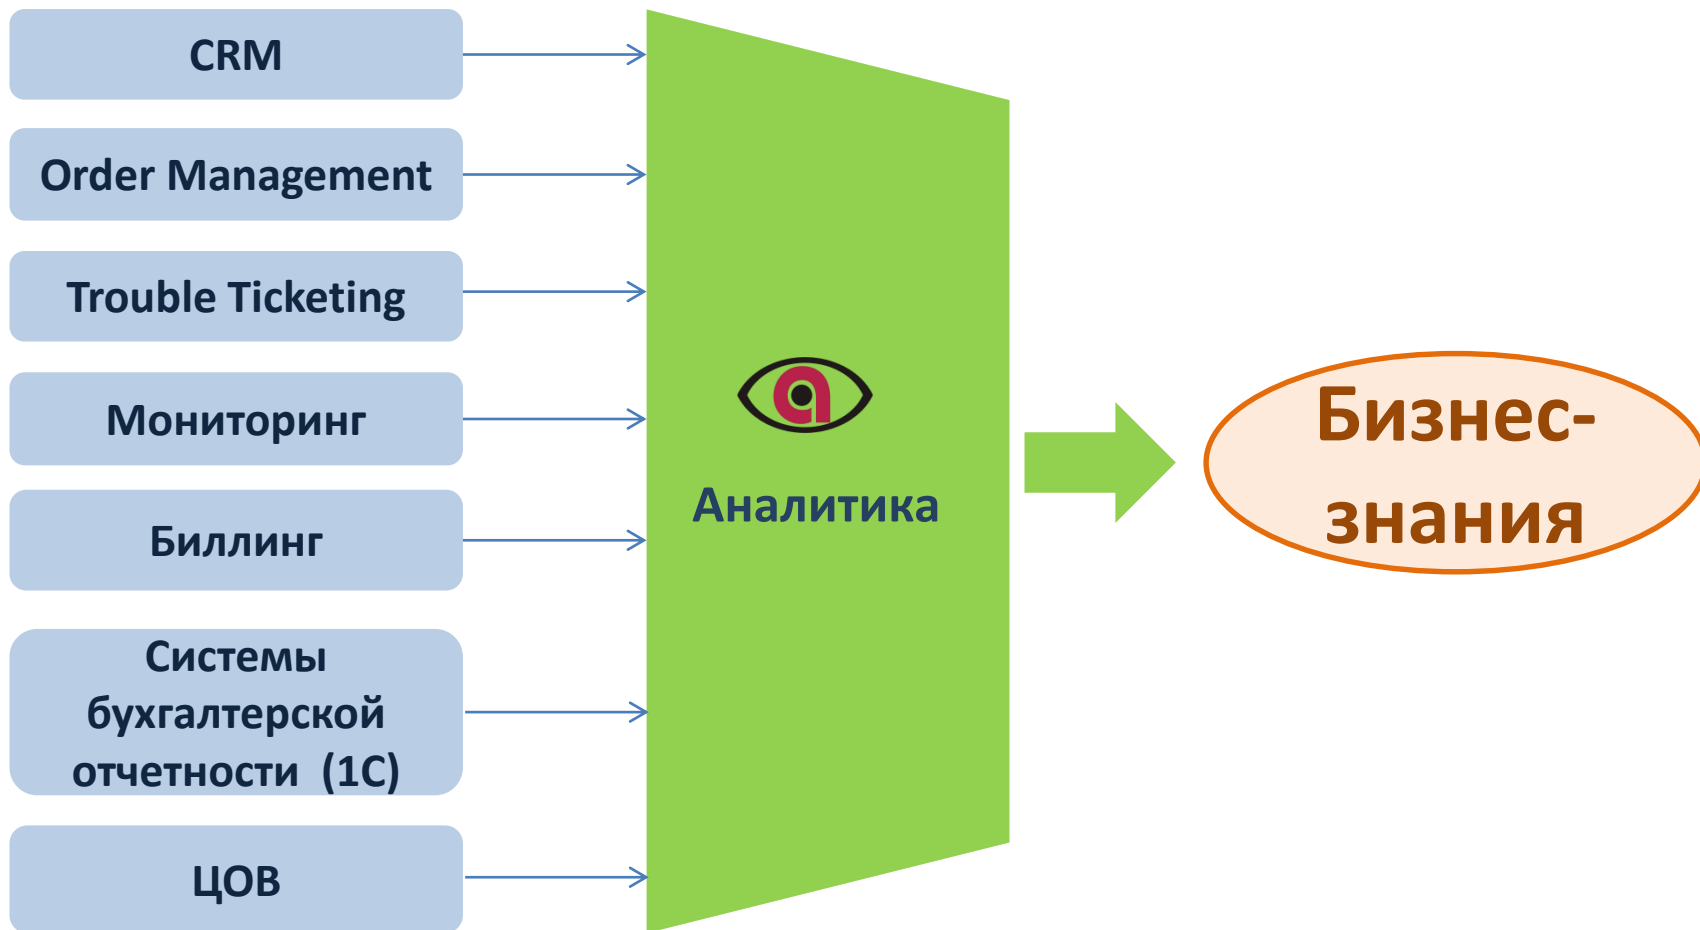 CRM
Order Management
Trouble Ticketing
Мониторинг
Биллинг
Системы
бухгалтерской
отчетности (1С)
ЦОВ
Аналитика
Бизнес-
знания